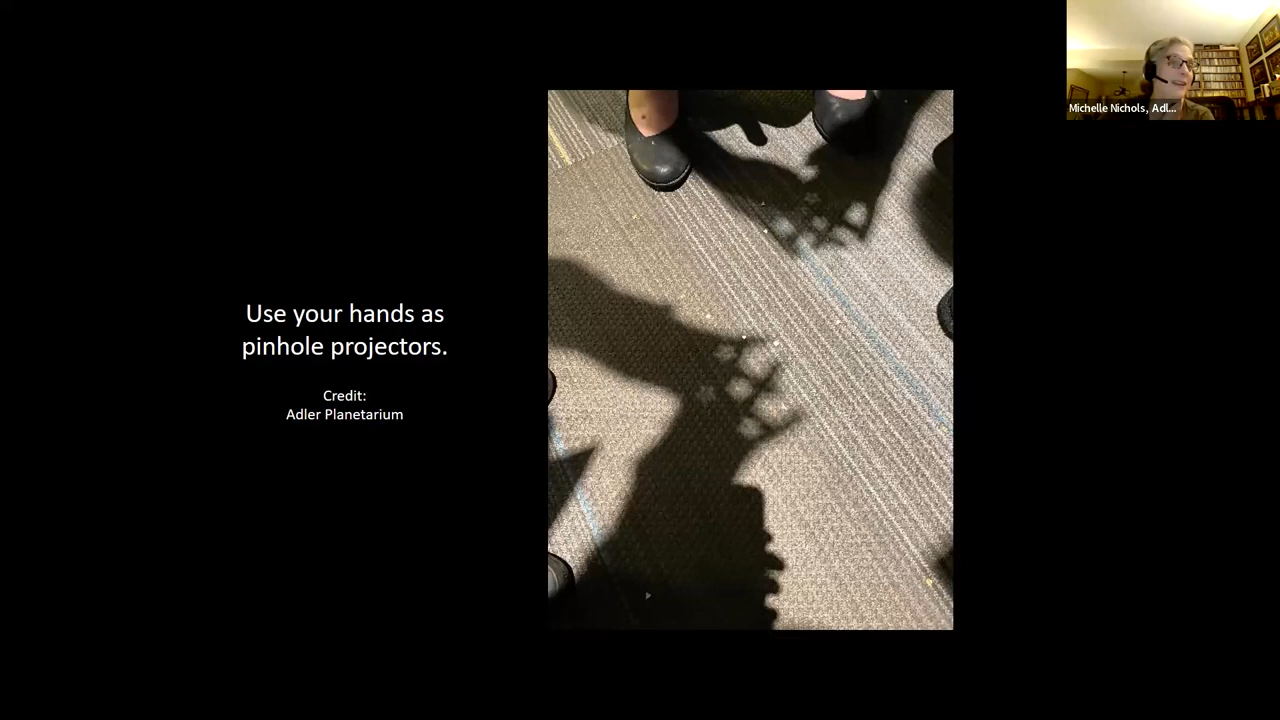 Use your hands as
pinhole projectors.
Credit:
Adler Planetarium
Michelle Nichols, Adl...